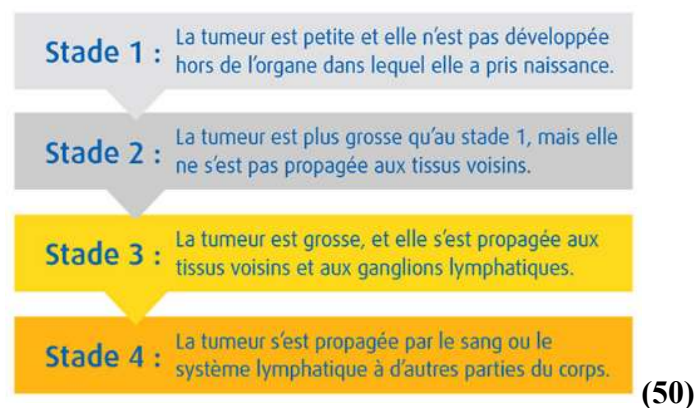 Stade 1 : La tumeur est petite et elle n'est pas développée
hors de l'organe dans lequel elle a pris naissance.
Stade 2 : La tumeur est plus grosse qu'au stade 1, mais elle
ne s'est pas propagée aux tissus voisins.
Stade 3 : La tumeur est grosse, et elle s'est propagée aux
tissus voisins et aux ganglions lymphatiques.
Stade 4 : La tumeur s'est propagée par le sang ou le
système lymphatique à d'autres parties du corps.
(50)